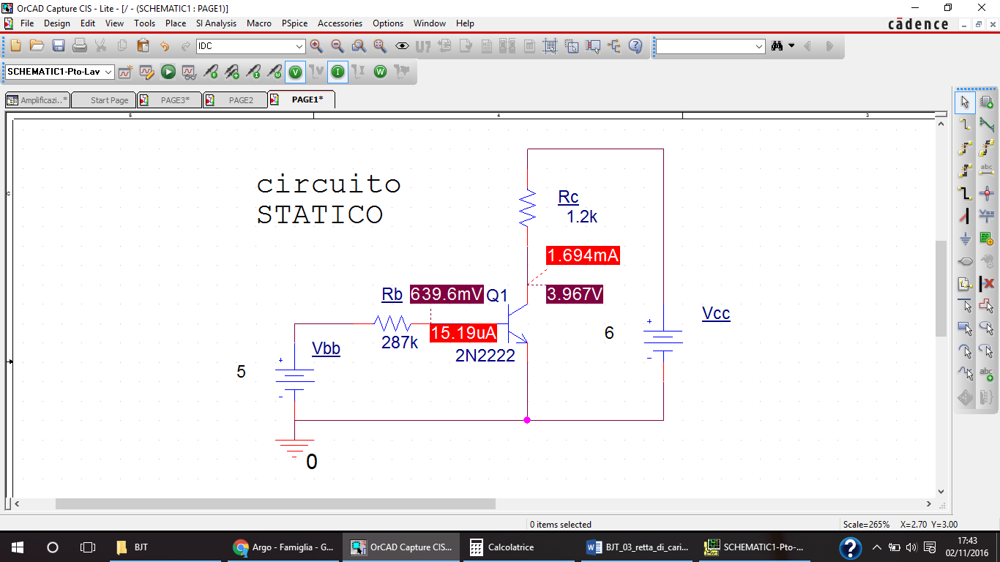 OrCAD Capture CIS - Lite - [/ - (SCHEMATIC1 : PAGE1)]
File Design Edit View Tools Place SI Analysis Macro PSpice Accessories Options Window Help
cādence
IDC
SCHEMATIC1-Pto-Lav
Amplificazi..* Start Page PAGE3* PAGE2 PAGE1*
5 4 3
C
circuito
STATICO
Rc
1.2k
1.694mA
Rb 639.6mV Q1 3.967V
Vcc
15.19uA
6
287k
Vbb
2N2222
5
0
0 items selected
Scale=265% X=2.70 Y=3.00
BJT
Argo - Famiglia - G...
OrCAD Capture CIS...
Calcolatrice
BJT_03_retta_di_cari...
SCHEMATIC1-Pto-...
17:43
02/11/2016